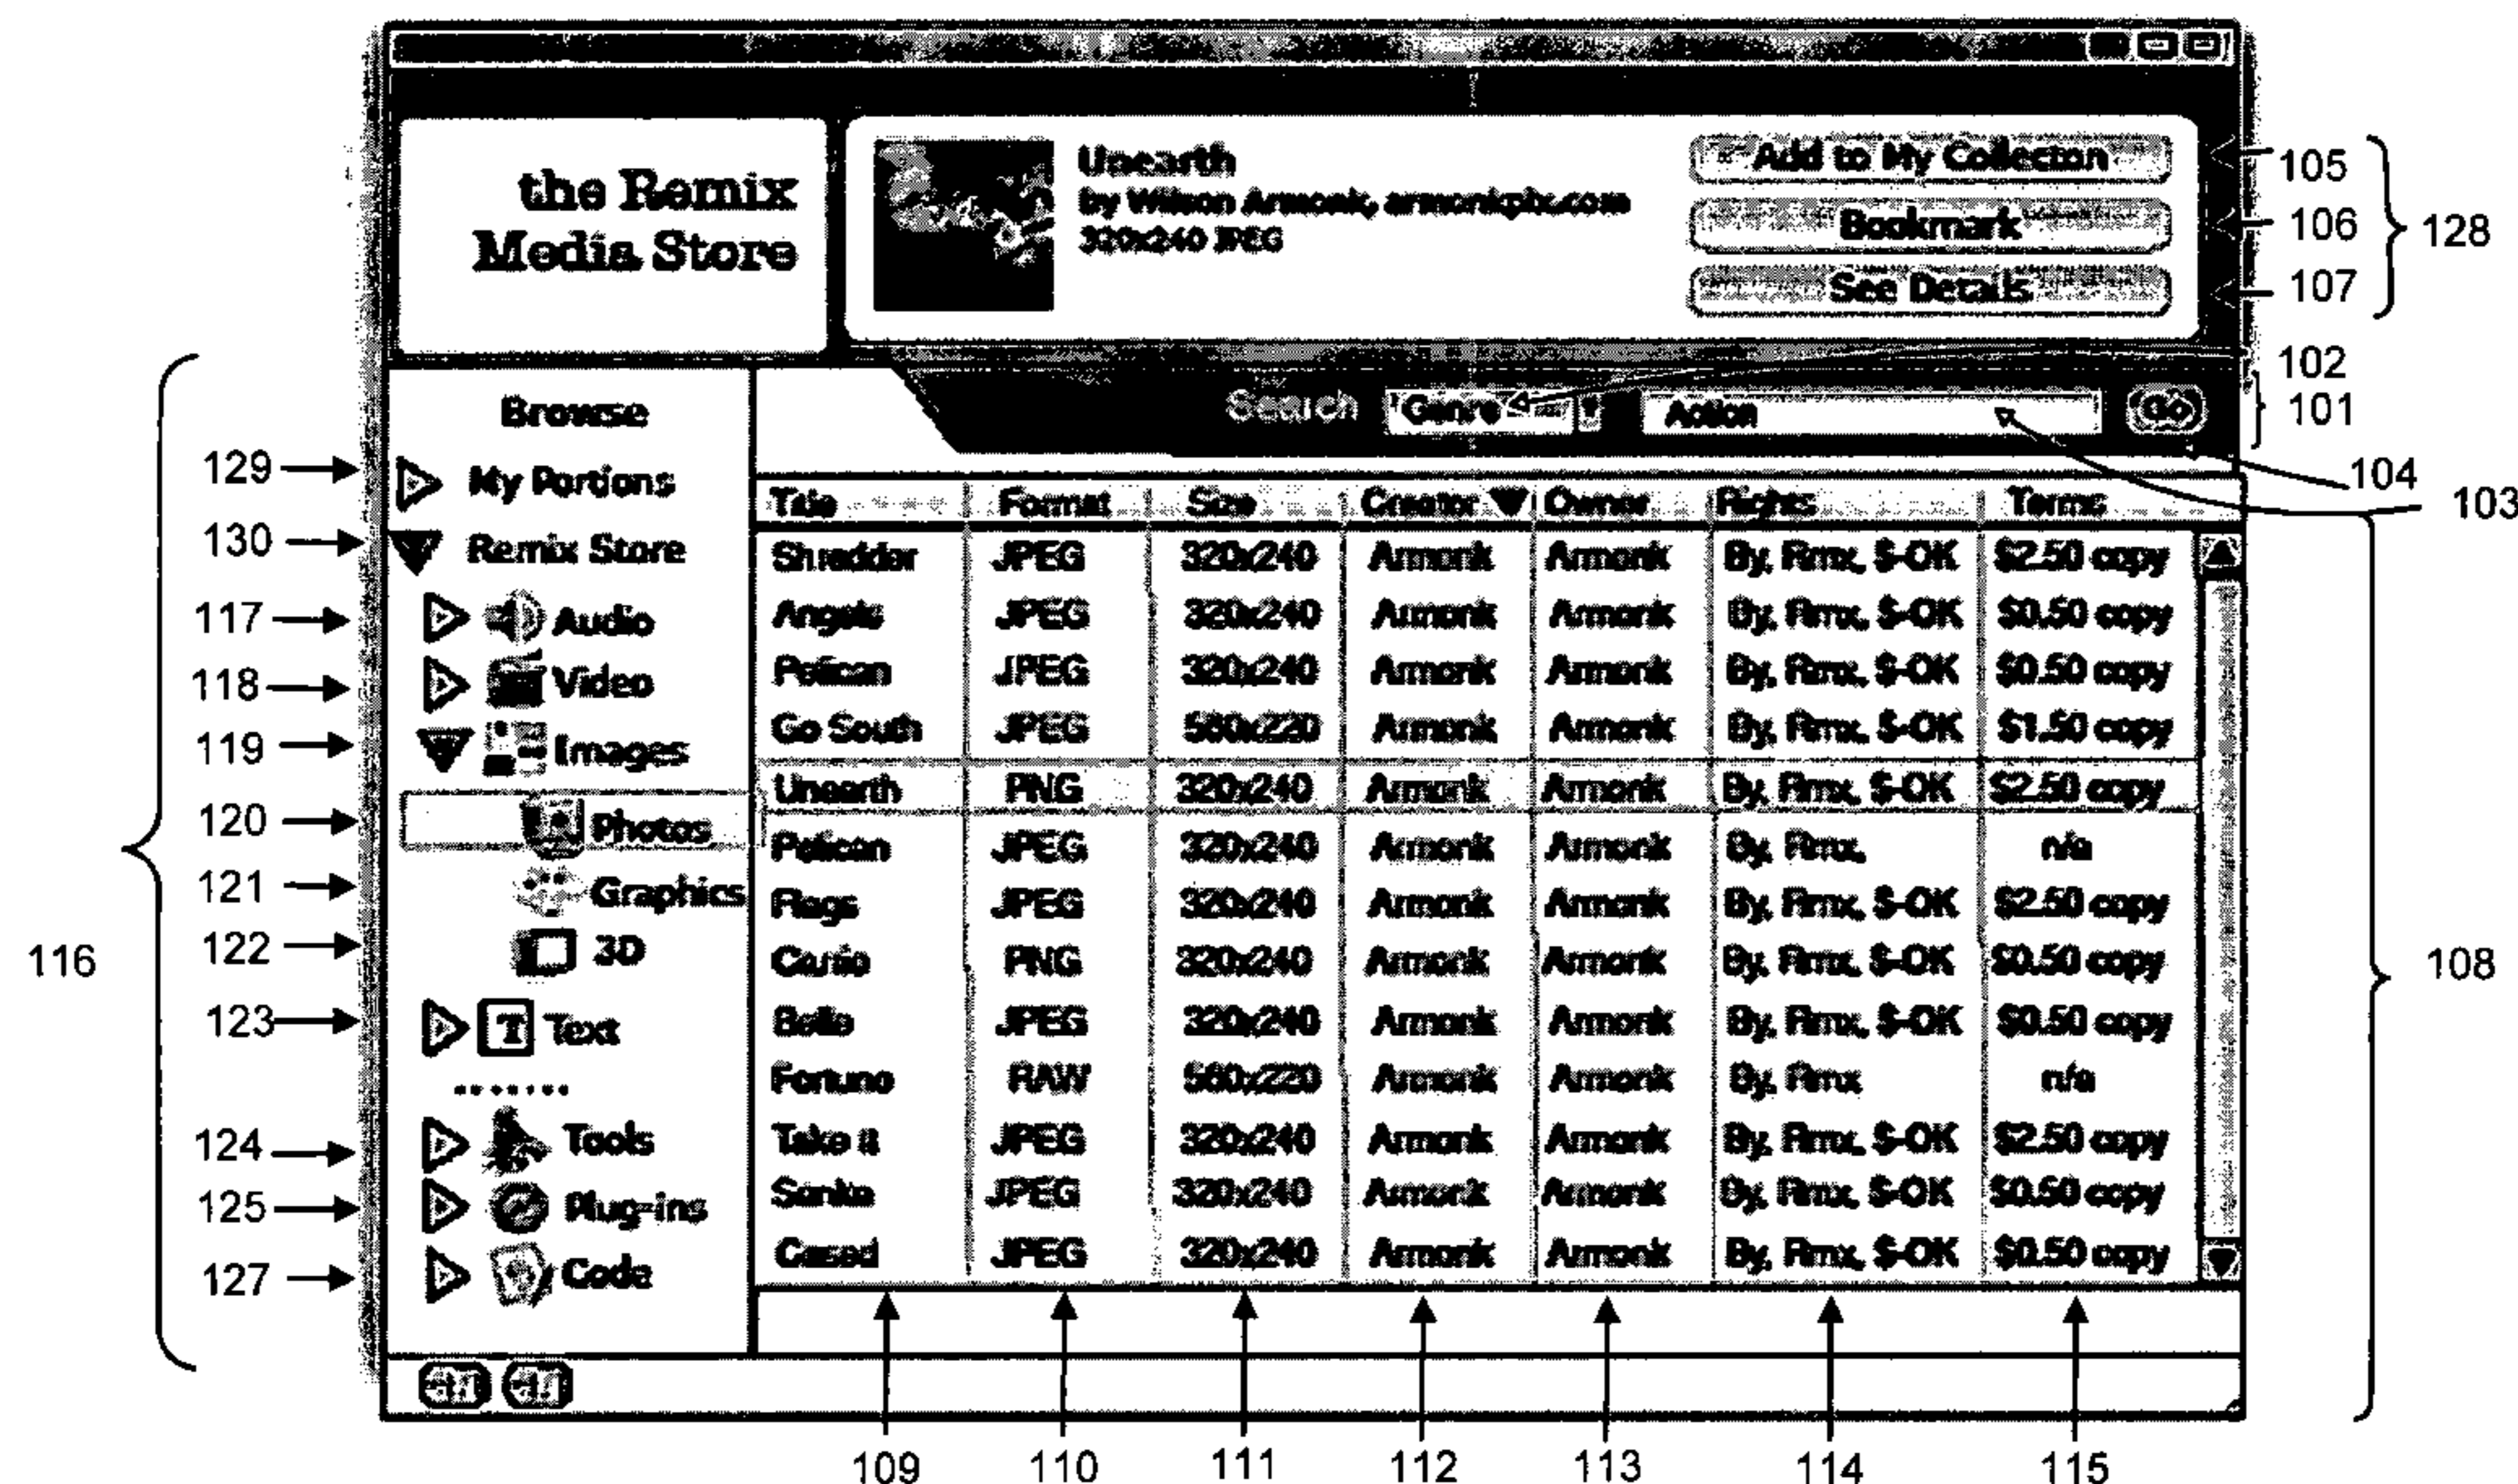 the Remix
Media Store
Unearth
by Wilson Armonk, armonkpix.com
320x240 JPEG
Add to My Collecton
Bookmark
See Details
105
106
107
128
102
101
104
103
Search Genre Action Go
Browse
My Portions
Remix Store
Audio
Video
Images
Photos
Graphics
3D
Text
.......
Tools
Plug-ins
Code
129
130
117
118
119
120
121
122
123
124
125
127
116
Title Format Size Creator Owner Rights Terms
Shredder JPEG 320x240 Armonk Armonk By, Rmx, $-OK $2.50 copy
Angels JPEG 320x240 Armonk Armonk By, Rmx, $-OK $0.50 copy
Pelican JPEG 320x240 Armonk Armonk By, Rmx, $-OK $0.50 copy
Go South JPEG 560x220 Armonk Armonk By, Rmx, $-OK $1.50 copy
Unearth PNG 320x240 Armonk Armonk By, Rmx, $-OK $2.50 copy
Pelican JPEG 320x240 Armonk Armonk By, Rmx, n/a
Flags JPEG 320x240 Armonk Armonk By, Rmx, $-OK $2.50 copy
PNG 320x240 Armonk Armonk By, Rmx, $-OK $0.50 copy
JPEG 320x240 Armonk Armonk By, Rmx, $-OK $0.50 copy
Fortune RAW 560x220 Armonk Armonk By, Rmx n/a
Take it JPEG 320x240 Armonk Armonk By, Rmx, $-OK $2.50 copy
JPEG 320x240 Armonk Armonk By, Rmx, $-OK $0.50 copy
Cased JPEG 320x240 Armonk Armonk By, Rmx, $-OK $0.50 copy
108
109 110 111 112 113 114 115